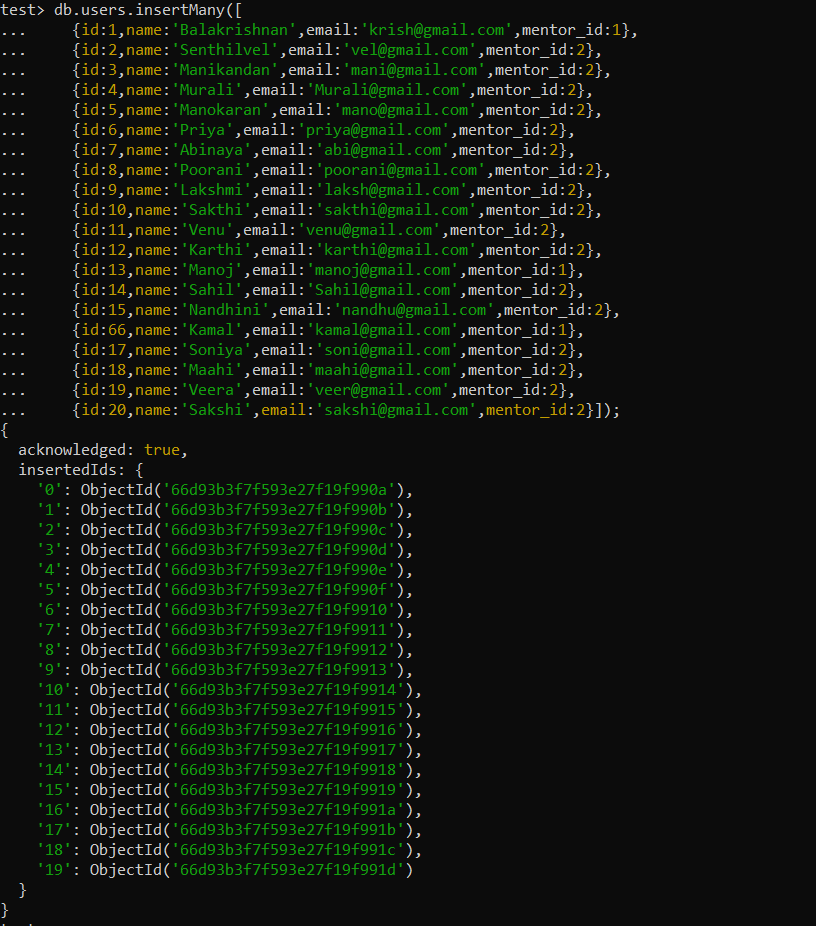 test> db.users.insertMany([
...     {id:1,name:'Balakrishnan',email:'krish@gmail.com',mentor_id:1},
...     {id:2,name:'Senthilvel',email:'vel@gmail.com',mentor_id:2},
...     {id:3,name:'Manikandan',email:'mani@gmail.com',mentor_id:2},
...     {id:4,name:'Murali',email:'Murali@gmail.com',mentor_id:2},
...     {id:5,name:'Manokaran',email:'mano@gmail.com',mentor_id:2},
...     {id:6,name:'Priya',email:'priya@gmail.com',mentor_id:2},
...     {id:7,name:'Abinaya',email:'abi@gmail.com',mentor_id:2},
...     {id:8,name:'Poorani',email:'poorani@gmail.com',mentor_id:2},
...     {id:9,name:'Lakshmi',email:'laksh@gmail.com',mentor_id:2},
...     {id:10,name:'Sakthi',email:'sakthi@gmail.com',mentor_id:2},
...     {id:11,name:'Venu',email:'venu@gmail.com',mentor_id:2},
...     {id:12,name:'Karthi',email:'karthi@gmail.com',mentor_id:2},
...     {id:13,name:'Manoj',email:'manoj@gmail.com',mentor_id:1},
...     {id:14,name:'Sahil',email:'Sahil@gmail.com',mentor_id:2},
...     {id:15,name:'Nandhini',email:'nandhu@gmail.com',mentor_id:2},
...     {id:66,name:'Kamal',email:'kamal@gmail.com',mentor_id:1},
...     {id:17,name:'Soniya',email:'soni@gmail.com',mentor_id:2},
...     {id:18,name:'Maahi',email:'maahi@gmail.com',mentor_id:2},
...     {id:19,name:'Veera',email:'veer@gmail.com',mentor_id:2},
...     {id:20,name:'Sakshi',email:'sakshi@gmail.com',mentor_id:2}]);
{
  acknowledged: true,
  insertedIds: {
    '0': ObjectId('66d93b3f7f593e27f19f990a'),
    '1': ObjectId('66d93b3f7f593e27f19f990b'),
    '2': ObjectId('66d93b3f7f593e27f19f990c'),
    '3': ObjectId('66d93b3f7f593e27f19f990d'),
    '4': ObjectId('66d93b3f7f593e27f19f990e'),
    '5': ObjectId('66d93b3f7f593e27f19f990f'),
    '6': ObjectId('66d93b3f7f593e27f19f9910'),
    '7': ObjectId('66d93b3f7f593e27f19f9911'),
    '8': ObjectId('66d93b3f7f593e27f19f9912'),
    '9': ObjectId('66d93b3f7f593e27f19f9913'),
    '10': ObjectId('66d93b3f7f593e27f19f9914'),
    '11': ObjectId('66d93b3f7f593e27f19f9915'),
    '12': ObjectId('66d93b3f7f593e27f19f9916'),
    '13': ObjectId('66d93b3f7f593e27f19f9917'),
    '14': ObjectId('66d93b3f7f593e27f19f9918'),
    '15': ObjectId('66d93b3f7f593e27f19f9919'),
    '16': ObjectId('66d93b3f7f593e27f19f991a'),
    '17': ObjectId('66d93b3f7f593e27f19f991b'),
    '18': ObjectId('66d93b3f7f593e27f19f991c'),
    '19': ObjectId('66d93b3f7f593e27f19f991d')
  }
}